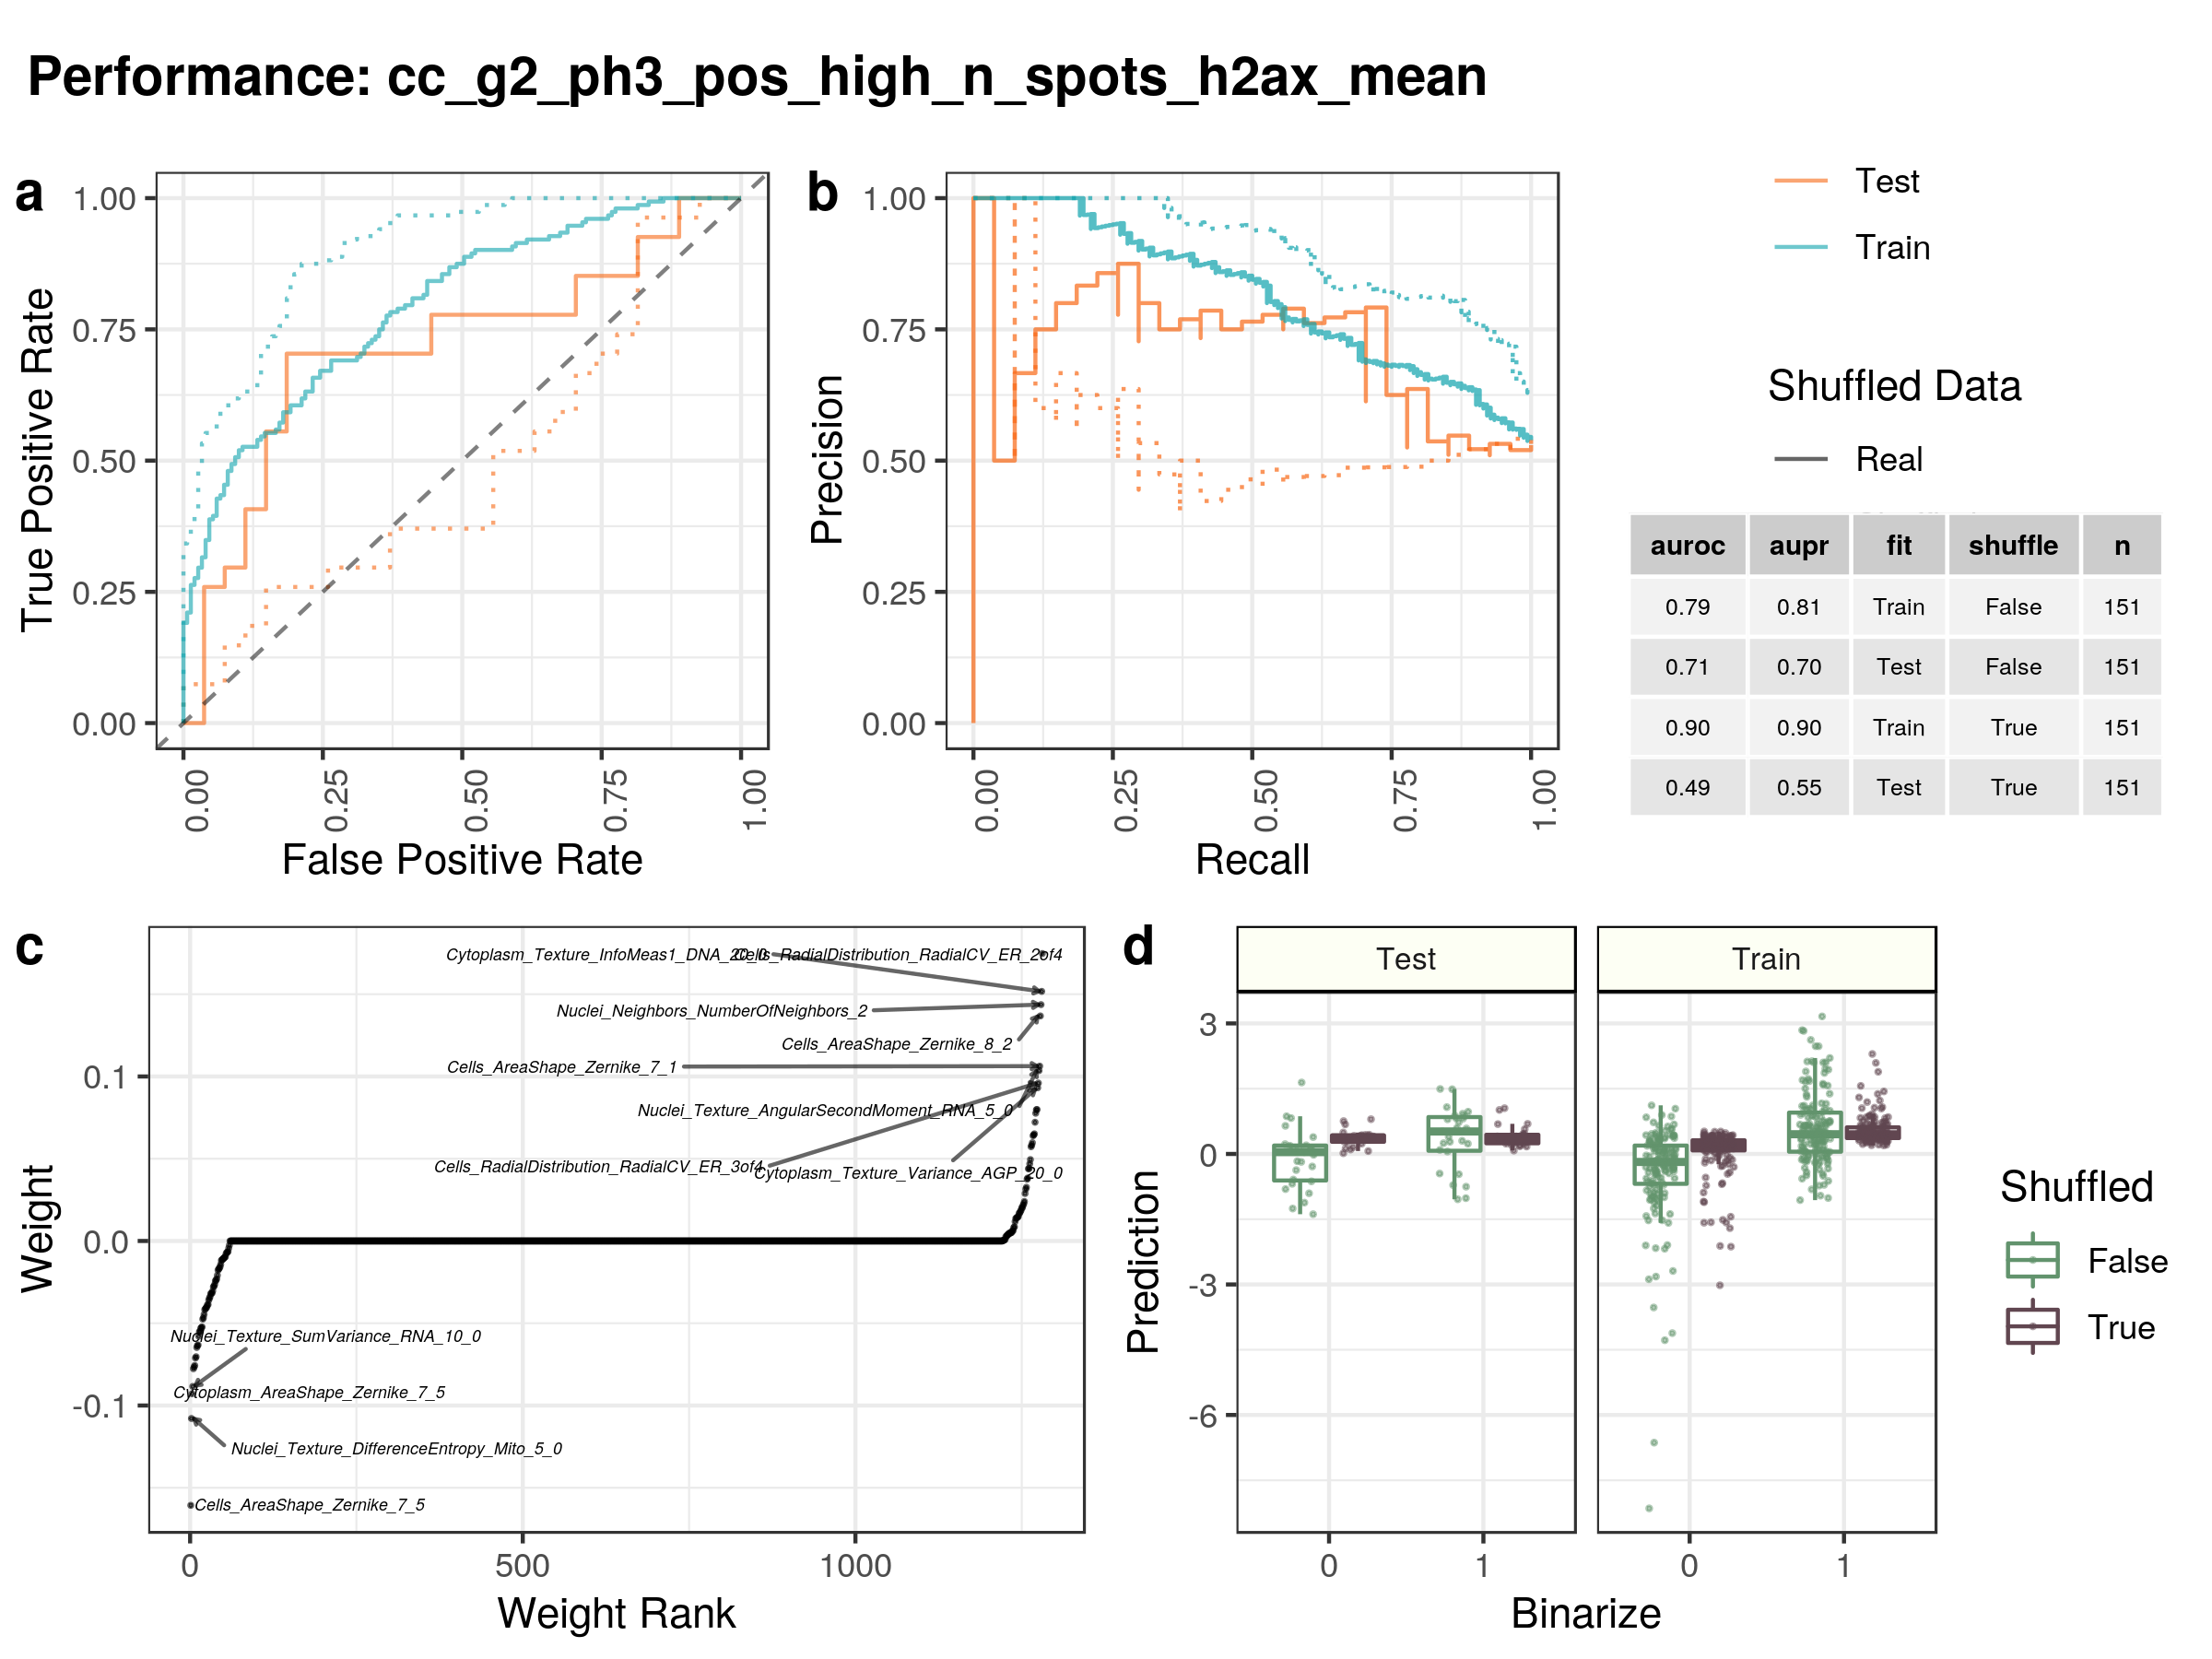 Performance: cc_g2_ph3_pos_high_n_spots_h2ax_mean
a
1.00
0.75
0.50
0.25
0.00
True Positive Rate
0.00
0.25
0.50
0.75
1.00
False Positive Rate
b
1.00
0.75
0.50
0.25
0.00
Precision
0.00
0.25
0.50
0.75
1.00
Recall
Test
Train
Shuffled Data
Real
auroc aupr fit shuffle n
0.79 0.81 Train False 151
0.71 0.70 Test False 151
0.90 0.90 Train True 151
0.49 0.55 Test True 151
c
0.1
0.0
-0.1
Weight
Cytoplasm_Texture_InfoMeas1_DNA_20_0
Cells_RadialDistribution_RadialCV_ER_2of4
Nuclei_Neighbors_NumberOfNeighbors_2
Cells_AreaShape_Zernike_8_2
Cells_AreaShape_Zernike_7_1
Nuclei_Texture_AngularSecondMoment_RNA_5_0
Cells_RadialDistribution_RadialCV_ER_3of4
Cytoplasm_Texture_Variance_AGP_20_0
Nuclei_Texture_SumVariance_RNA_10_0
Cytoplasm_AreaShape_Zernike_7_5
Nuclei_Texture_DifferenceEntropy_Mito_5_0
Cells_AreaShape_Zernike_7_5
0
500
1000
Weight Rank
d
Test
Train
3
0
-3
-6
Prediction
0
1
0
1
Binarize
Shuffled
False
True